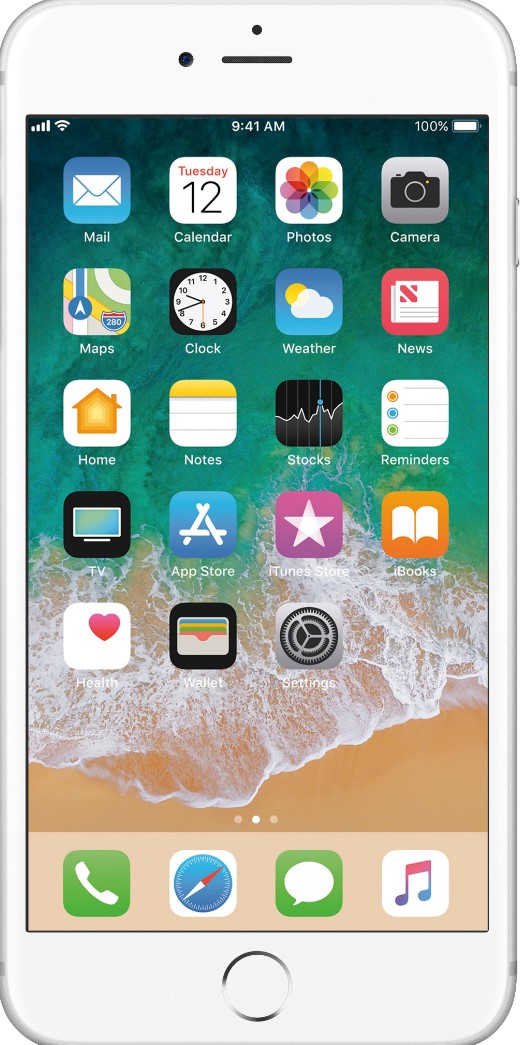 9:41 AM 100%
Tuesday
12
Mail Calendar Photos Camera
280
Maps Clock Weather News
Home Notes Stocks Reminders
TV App Store iTunes Store iBooks
Health Wallet Settings